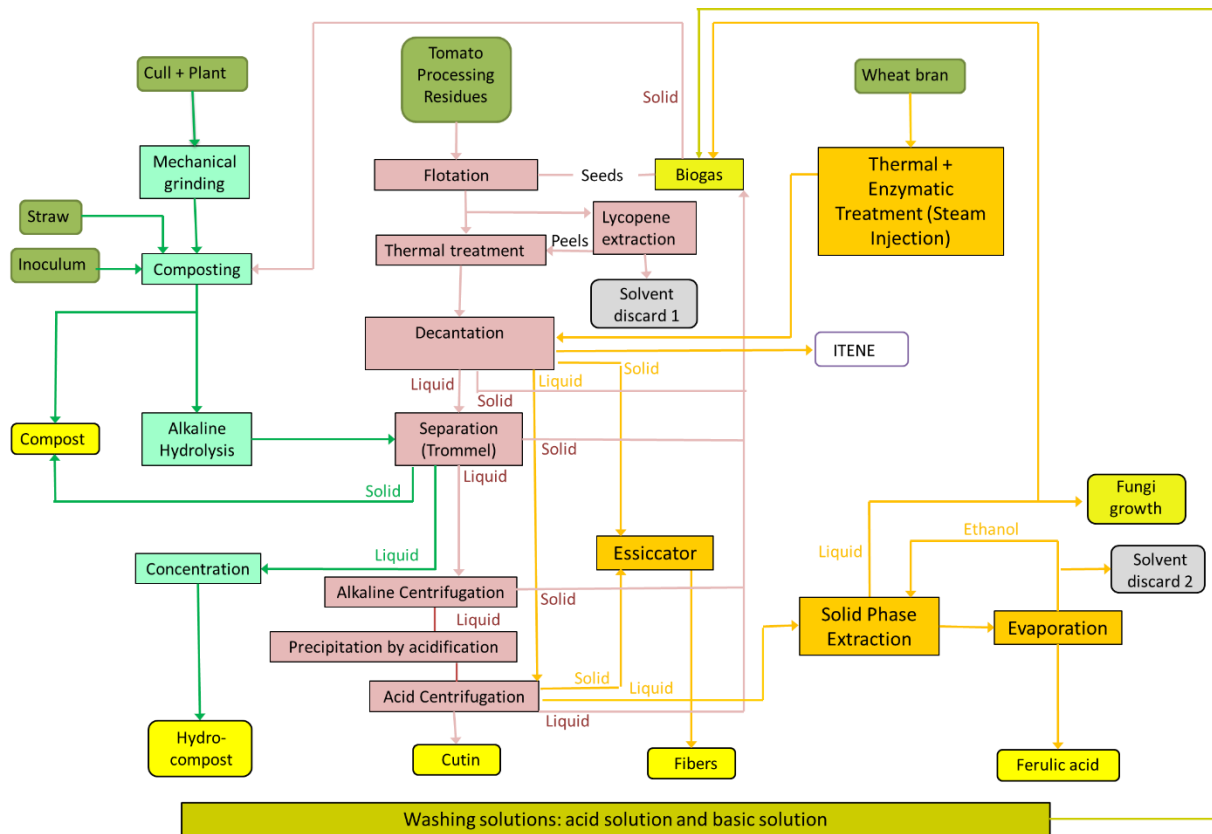 Cull + Plant
Tomato
Processing
Residues
Solid
Wheat bran
Mechanical
grinding
Flotation
Seeds
Biogas
Thermal +
Enzymatic
Treatment (Steam
Injection)
Straw
Lycopene
extraction
Peels
Thermal treatment
Inoculum
Composting
Solvent
discard 1
Decantation
ITENE
Solid
Liquid
Liquid
Solid
Compost
Alkaline
Hydrolysis
Separation
(Trommel)
Solid
Liquid
Solid
Fungi
growth
Ethanol
Liquid
Essiccator
Liquid
Solvent
discard 2
Concentration
Alkaline Centrifugation
Solid
Liquid
Solid Phase
Extraction
Evaporation
Precipitation by acidification
Solid
Liquid
Acid Centrifugation
Liquid
Hydro-
compost
Cutin
Fibers
Ferulic acid
Washing solutions: acid solution and basic solution